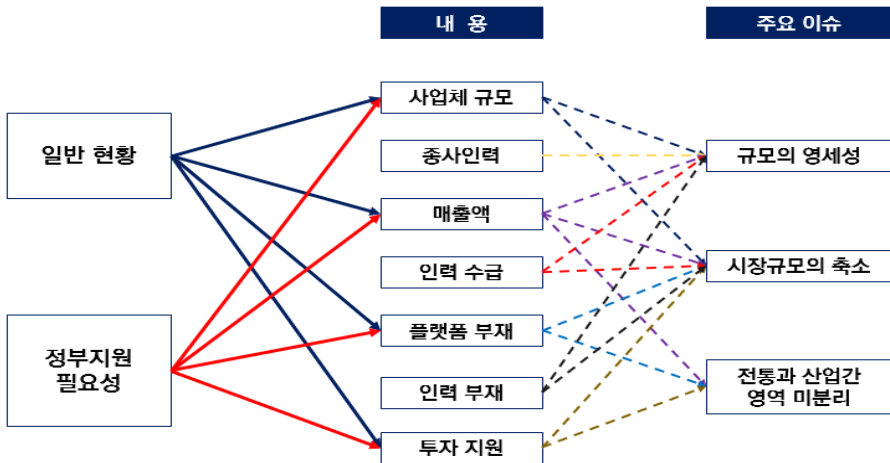 내 용
주요 이슈
일반 현황
정부지원
필요성
사업체 규모
종사인력
매출액
인력 수급
플랫폼 부재
인력 부재
투자 지원
규모의 영세성
시장규모의 축소
전통과 산업간
영역 미분리